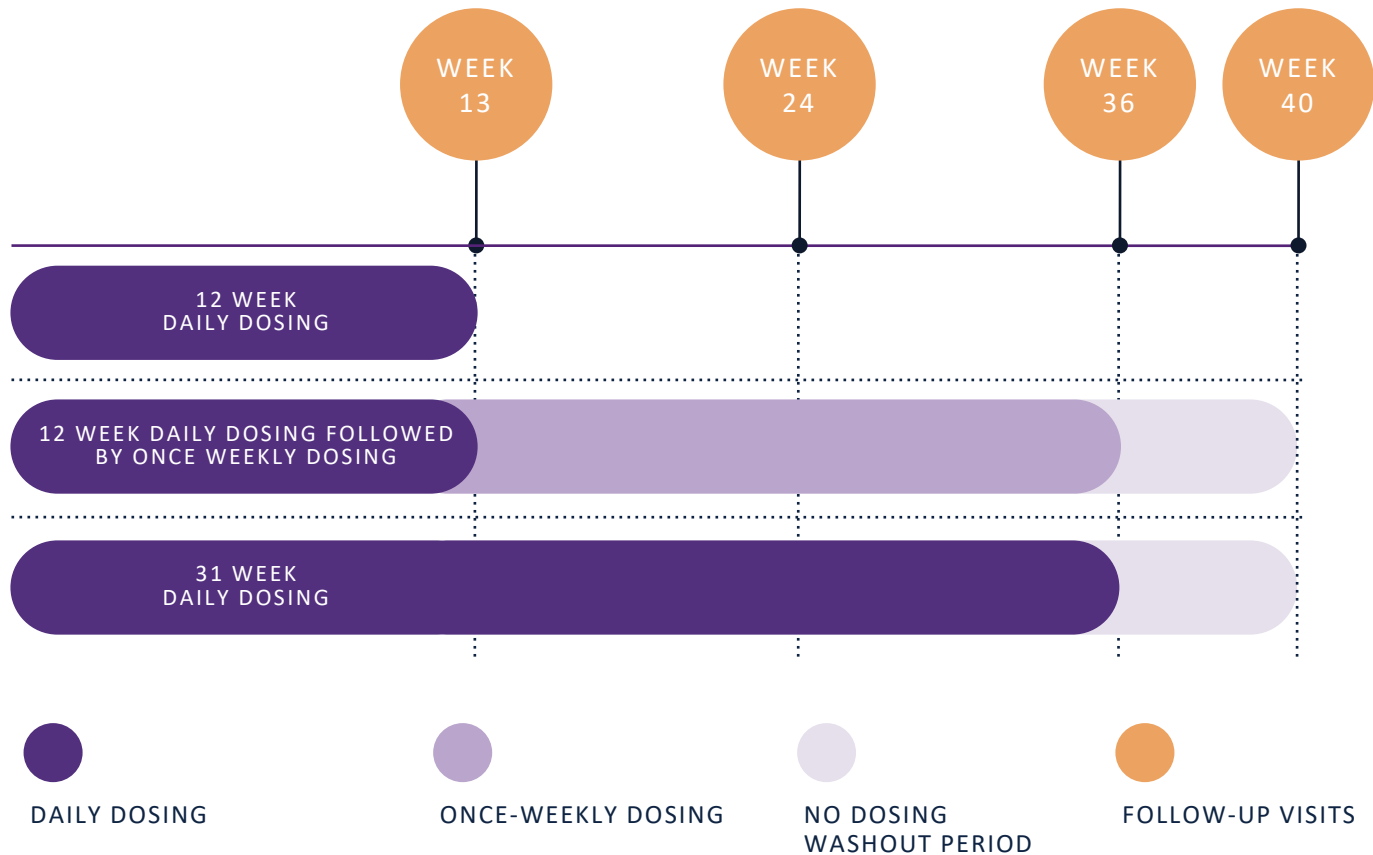 WEEK
13
WEEK
24
WEEK
36
WEEK
40
12 WEEK
DAILY DOSING
12 WEEK DAILY DOSING FOLLOWED
BY ONCE WEEKLY DOSING
31 WEEK
DAILY DOSING
DAILY DOSING
ONCE-WEEKLY DOSING
NO DOSING
WASHOUT PERIOD
FOLLOW-UP VISITS